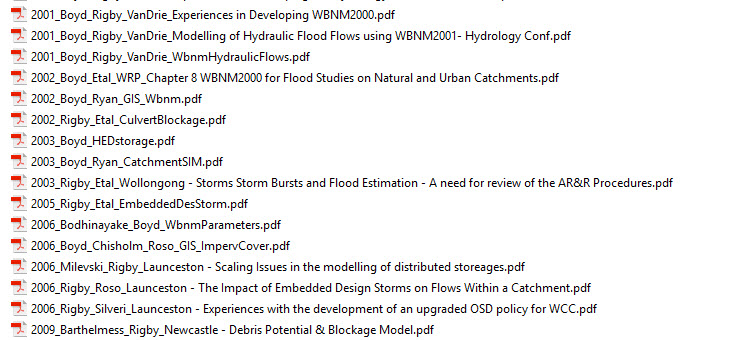 2001_Boyd_Rigby_VanDrie_Experiences in Developing WBNM2000.pdf
2001_Boyd_Rigby_VanDrie_Modelling of Hydraulic Flood Flows using WBNM2001- Hydrology Conf.pdf
2001_Boyd_Rigby_VanDrie_WbnmHydraulicFlows.pdf
2002_Boyd_Etal_WRP_Chapter 8 WBNM2000 for Flood Studies on Natural and Urban Catchments.pdf
2002_Boyd_Ryan_GIS_Wbnm.pdf
2002_Rigby_Etal_CulvertBlockage.pdf
2003_Boyd_HEDstorage.pdf
2003_Boyd_Ryan_CatchmentSIM.pdf
2003_Rigby_Etal_Wollongong - Storms Storm Bursts and Flood Estimation - A need for review of the AR&R Procedures.pdf
2005_Rigby_Etal_EmbeddedDesStorm.pdf
2006_Bodhinayake_Boyd_WbnmParameters.pdf
2006_Boyd_Chisholm_Roso_GIS_ImpervCover.pdf
2006_Milevski_Rigby_Launceston - Scaling Issues in the modelling of distributed storeages.pdf
2006_Rigby_Roso_Launceston - The Impact of Embedded Design Storms on Flows Within a Catchment.pdf
2006_Rigby_Silveri_Launceston - Experiences with the development of an upgraded OSD policy for WCC.pdf
2009_Barthelmess_Rigby_Newcastle - Debris Potential & Blockage Model.pdf